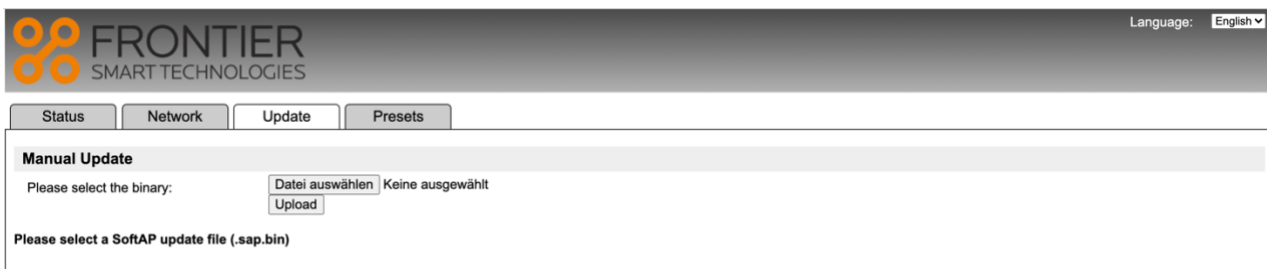 Language: English
FRONTIER
SMART TECHNOLOGIES
Status Network Update Presets
Manual Update
Please select the binary: Datei auswählen Keine ausgewählt
Upload
Please select a SoftAP update file (.sap.bin)